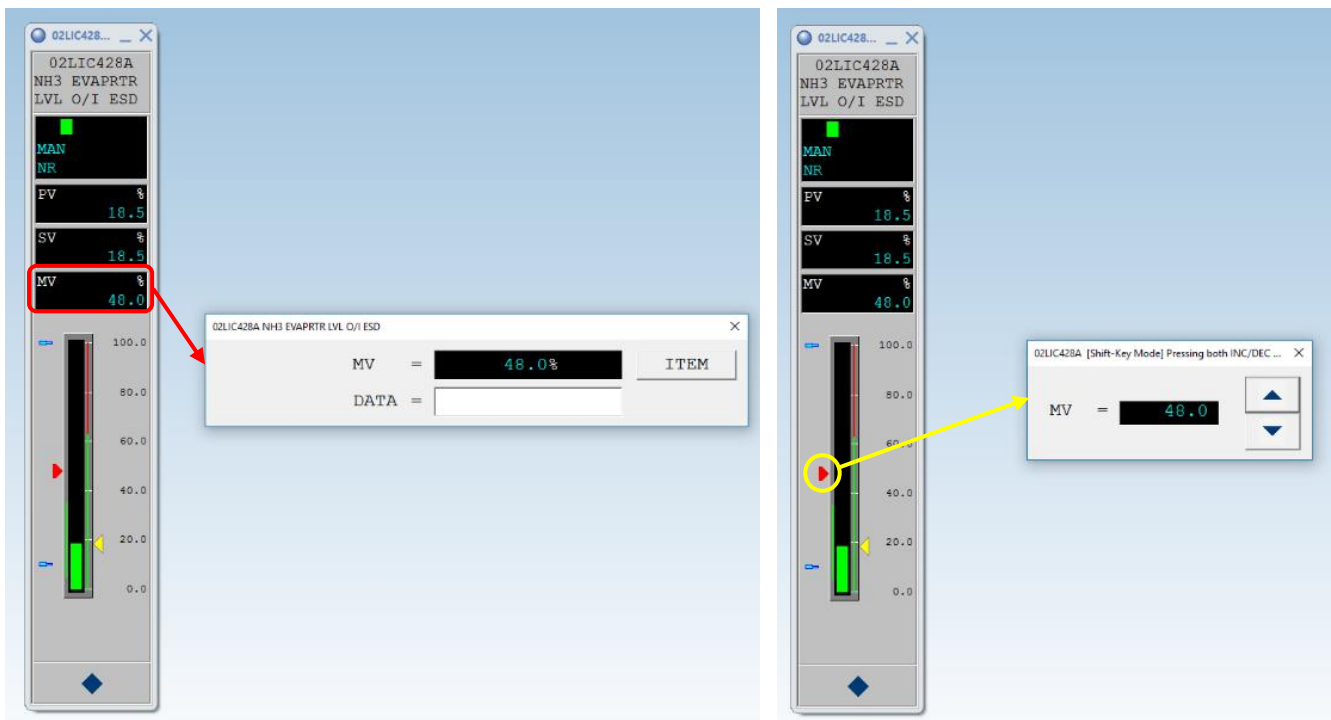 02LIC428...
02LIC428A
NH3 EVAPRTR
LVL O/I ESD
MAN
NR
PV %
18.5
SV %
18.5
MV %
48.0
100.0
80.0
60.0
40.0
20.0
0.0
02LIC428A NH3 EVAPRTR LVL O/I ESD
MV = 48.0% ITEM
DATA =
02LIC428...
02LIC428A
NH3 EVAPRTR
LVL O/I ESD
MAN
NR
PV %
18.5
SV %
18.5
MV %
48.0
100.0
80.0
60.0
40.0
20.0
0.0
02LIC428A [Shift-Key Mode] Pressing both INC/DEC ...
MV = 48.0